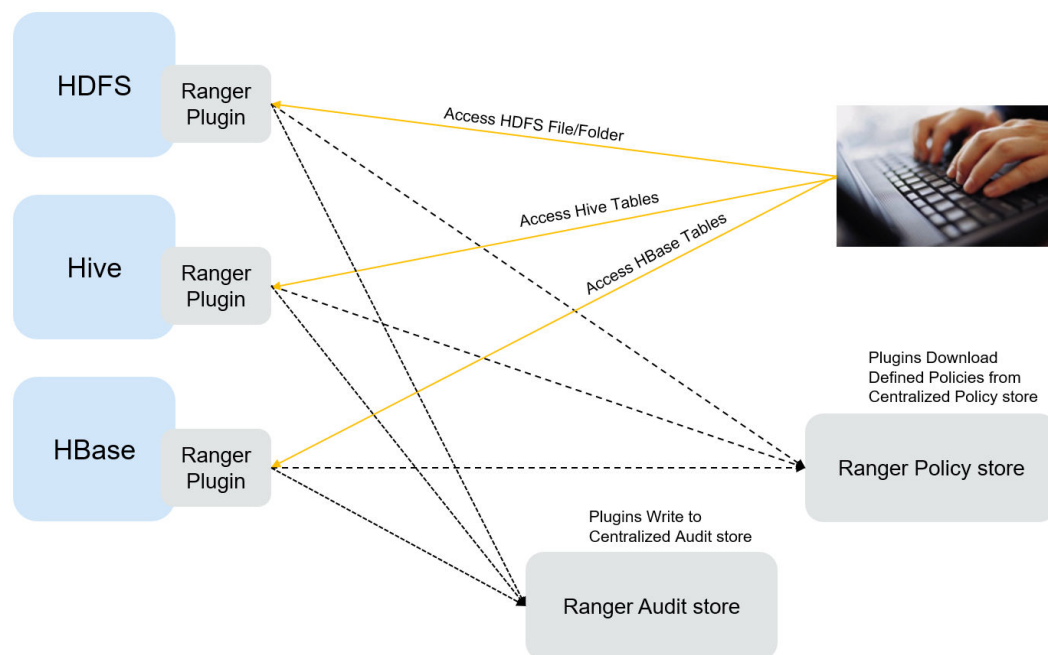 HDFS
Ranger
Plugin
Access HDFS File/Folder
Hive
Ranger
Plugin
Access Hive Tables
Access HBase Tables
HBase
Ranger
Plugin
Plugins Download
Defined Policies from
Centralized Policy store
Ranger Policy store
Plugins Write to
Centralized Audit store
Ranger Audit store